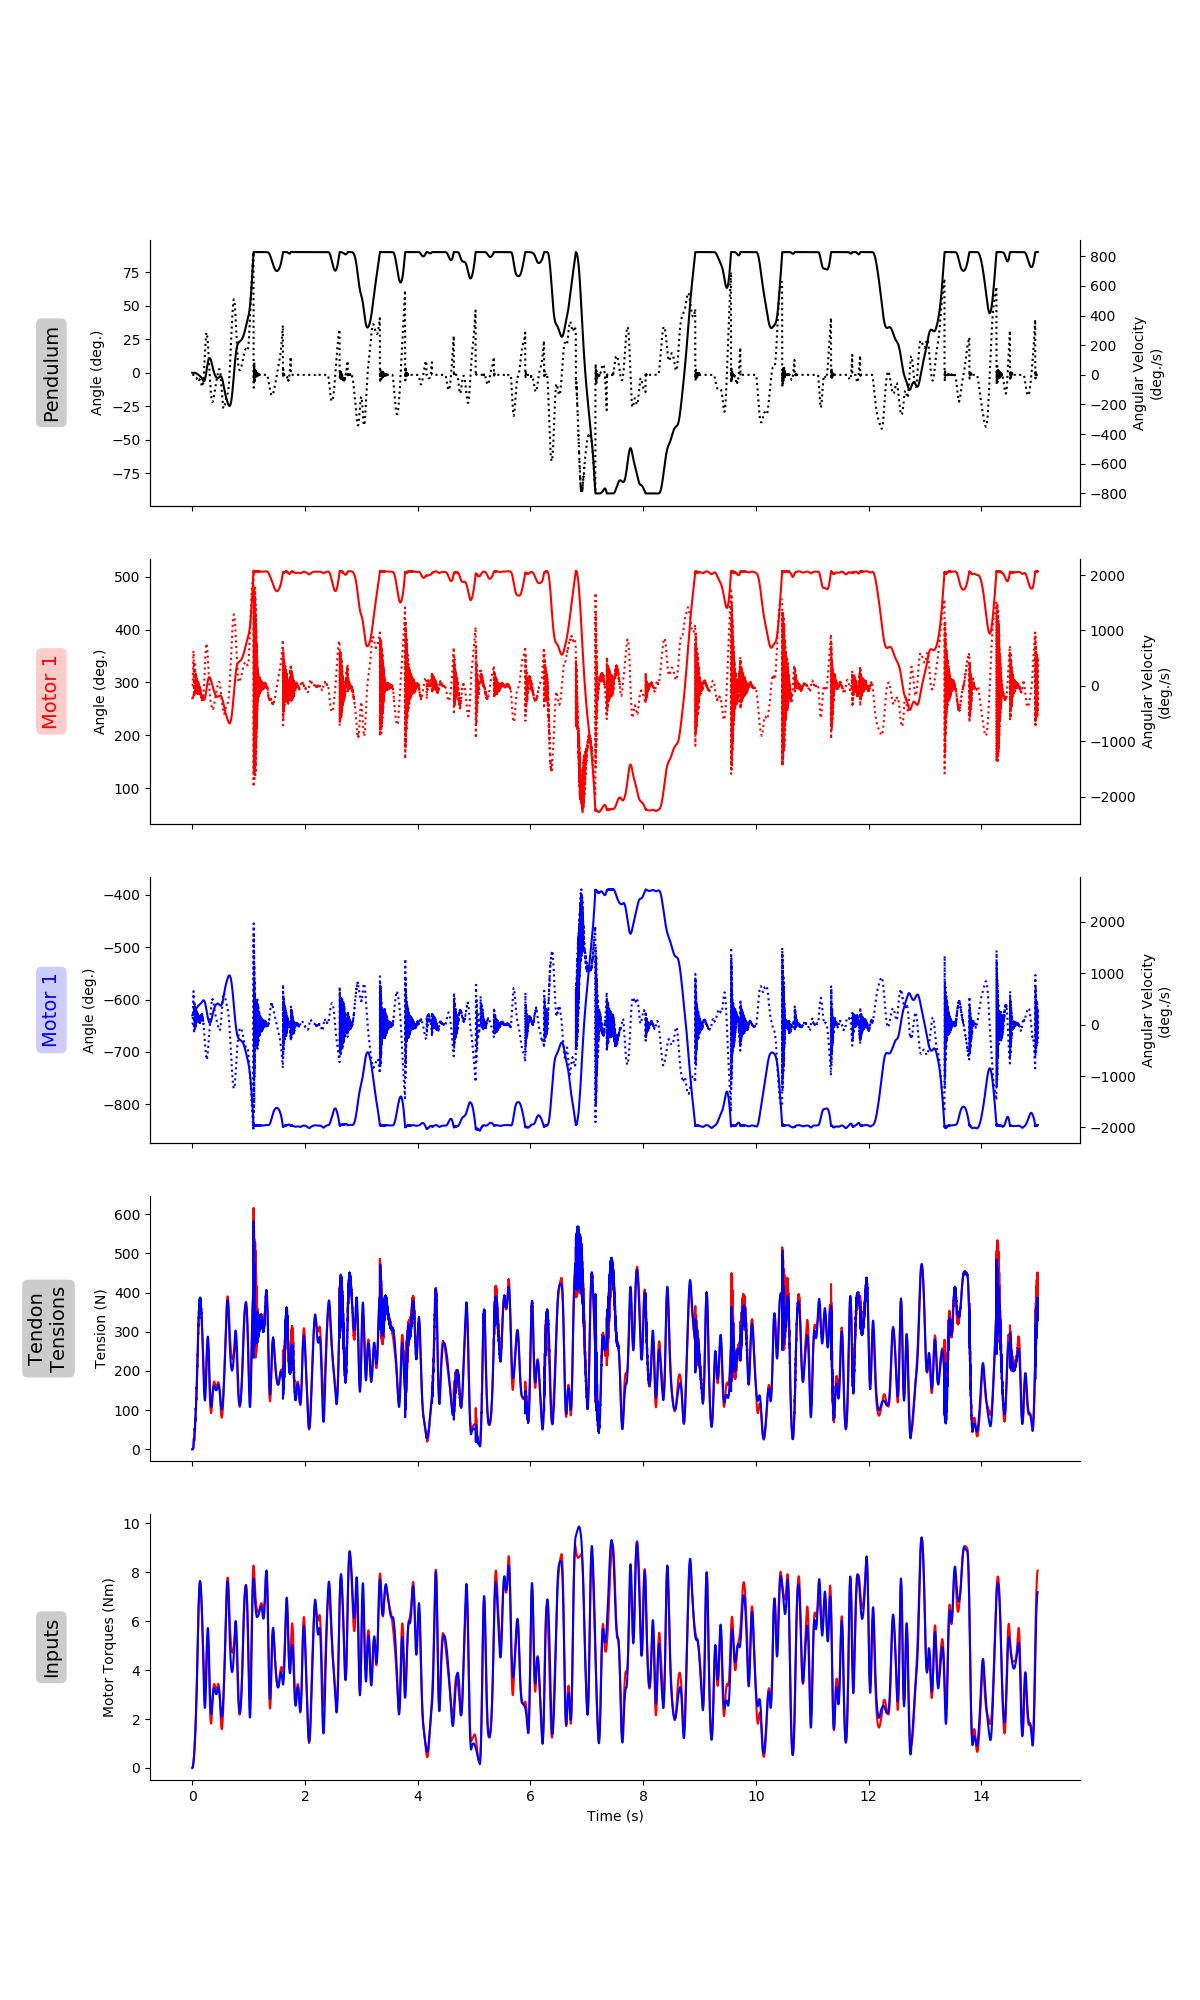 Pendulum
Angle (deg.)
75
50
25
0
−25
−50
−75
800
600
400
200
0
−200
−400
−600
−800
Angular Velocity
(deg./s)
Motor 1
Angle (deg.)
500
400
300
200
100
2000
1000
0
−1000
−2000
Angular Velocity
(deg./s)
Motor 1
Angle (deg.)
−400
−500
−600
−700
−800
2000
1000
0
−1000
−2000
Angular Velocity
(deg./s)
Tendon
Tensions
Tension (N)
600
500
400
300
200
100
0
Inputs
Motor Torques (Nm)
10
8
6
4
2
0
0 2 4 6 8 10 12 14
Time (s)